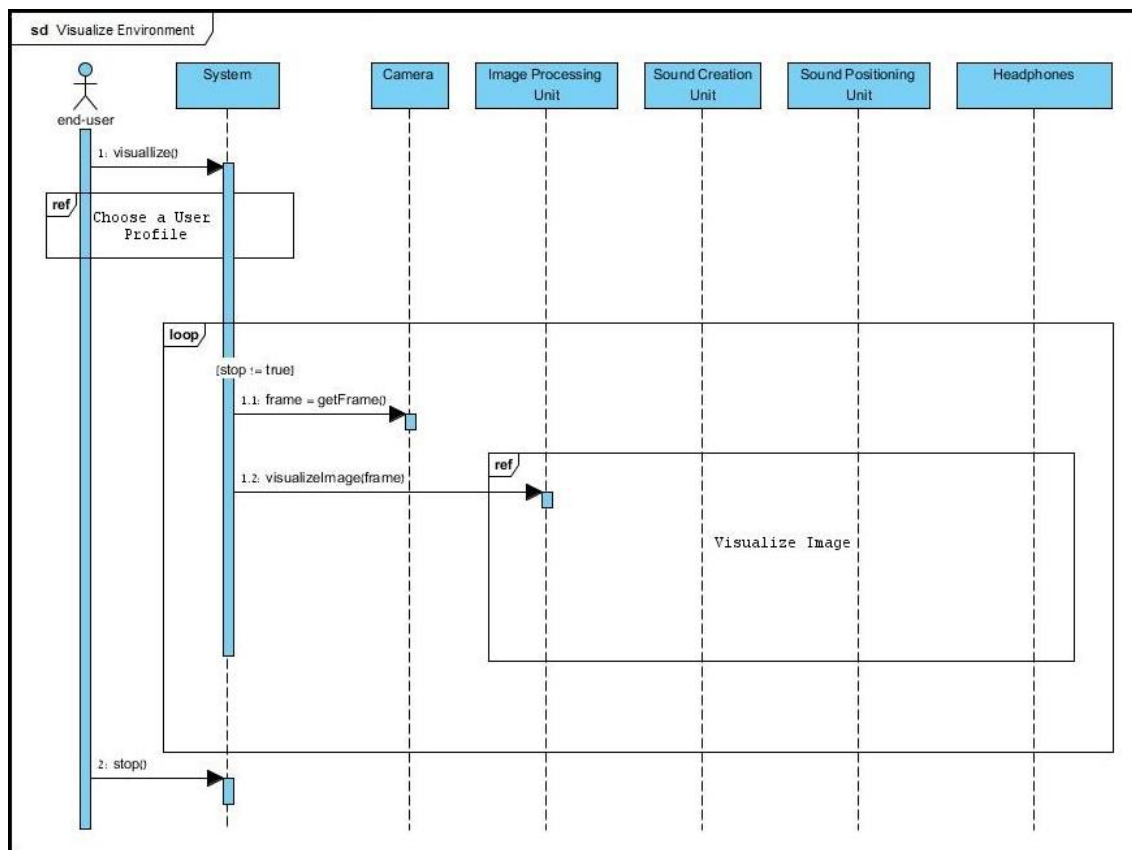 sd Visualize Environment
end-user
System
Camera
Image Processing
Unit
Sound Creation
Unit
Sound Positioning
Unit
Headphones
1: visuallize()
ref
Choose a User
Profile
loop
[stop != true]
1.1: frame = getFrame()
ref
1.2: visualizeImage(frame)
Visualize Image
2: stop()